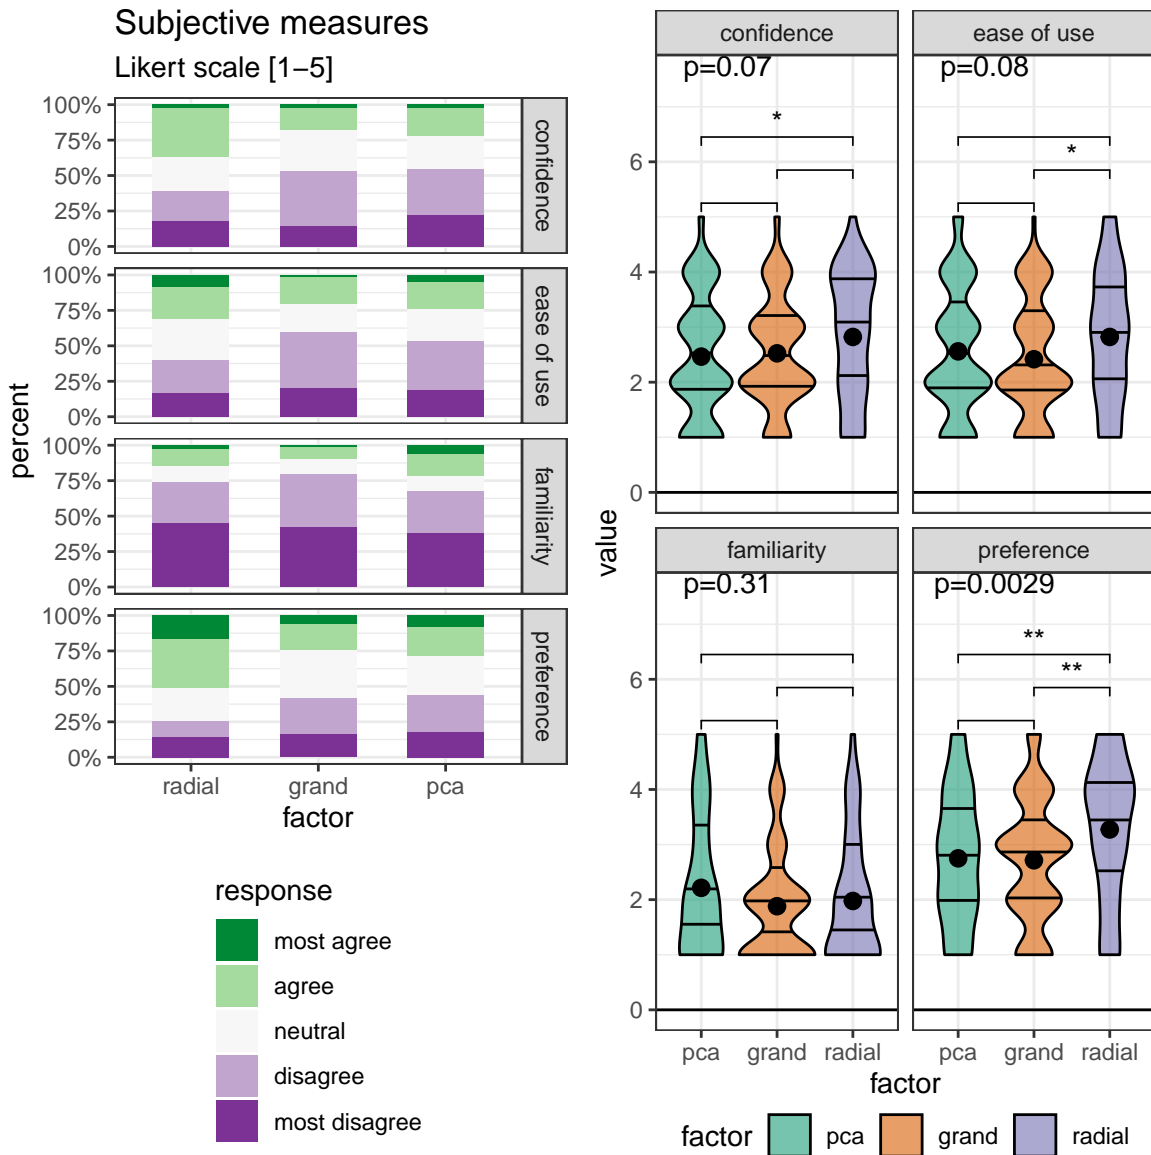 Subjective measures
Likert scale [1–5]
percent
100%
75%
50%
25%
0%
confidence
100%
75%
50%
25%
0%
ease of use
100%
75%
50%
25%
0%
familiarity
100%
75%
50%
25%
0%
preference
radial grand pca
factor
response
most agree
agree
neutral
disagree
most disagree
value
confidence
p=0.07
*
6
4
2
0
ease of use
p=0.08
*
familiarity
p=0.31
6
4
2
0
preference
p=0.0029
**
**
pca grand radial
pca grand radial
factor
factor pca grand radial